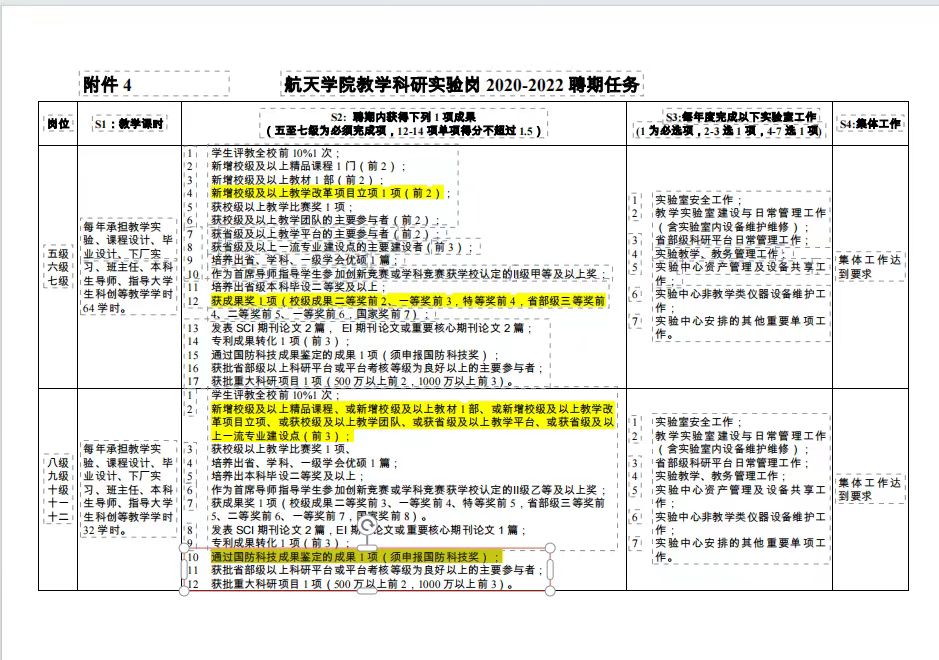 附件 4
航天学院教学科研实验岗 2020-2022 聘期任务
岗位
S1：教学课时
S2: 聘期内获得下列 1 项成果
（五至七级为必须完成项，12-14 项单项得分不超过 1.5）
S3:每年度完成以下实验室工作
(1 为必选项，2-3 选 1 项，4-7 选 1 项)
S4:集体工作
五级
六级
七级
每年承担教学实
验、课程设计、毕
业设计、下厂实
习、班主任、本科
生导师、指导大学
生科创等教学学时
64 学时。
1 学生评教全校前 10%1 次；
2 新增校级及以上精品课程 1 门（前 2）；
3 新增校级及以上教材 1 部（前 2）；
4 新增校级及以上教学改革项目立项 1 项（前 2）；
5 获校级以上教学比赛奖 1 项；
6 获校级及以上教学团队的主要参与者（前 2）；
7 获省级及以上教学平台的主要参与者（前 2）；
8 获省级及以上一流专业建设点的主要建设者（前 3）；
9 培养出省、学科、一级学会优硕 1 篇；
10 作为首席导师指导学生参加创新竞赛或学科竞赛获学校认定的II级甲等及以上奖；
11 培养出省级本科毕设二等奖及以上；
12 获成果奖 1 项（校级成果二等奖前 2、一等奖前 3，特等奖前 4，省部级三等奖前
4、二等奖前 5、一等奖前 6，国家奖前 7）；
13 发表 SCI 期刊论文 2 篇， EI 期刊论文或重要核心期刊论文 2 篇；
14 专利成果转化 1 项（前 3）；
15 通过国防科技成果鉴定的成果 1 项（须申报国防科技奖）；
16 获批省部级以上科研平台或平台考核等级为良好以上的主要参与者；
17 获批重大科研项目 1 项（500 万以上前 2，1000 万以上前 3）。
1 实验室安全工作；
2 教学实验室建设与日常管理工作
（含实验室内设备维护维修）；
3 省部级科研平台日常管理工作；
4 实验教学、教务管理工作；
5 实验中心资产管理及设备共享工
作；
6 实验中心非教学类仪器设备维护工
作；
7 实验中心安排的其他重要单项工
作。
集体工作达
到要求
八级
九级
十级
十一
十二
每年承担教学实
验、课程设计、毕
业设计、下厂实
习、班主任、本科
生导师、指导大学
生科创等教学学时
32 学时。
1 学生评教全校前 10%1 次；
2 新增校级及以上精品课程、或新增校级及以上教材 1 部、或新增校级及以上教学改
革项目立项、或获校级及以上教学团队、或获省级及以上教学平台、或获省级及以
上一流专业建设点（前 3）；
3 获校级以上教学比赛奖 1 项、
4 培养出省、学科、一级学会优硕 1 篇；
5 培养出省级本科毕设二等奖及以上；
6 作为首席导师指导学生参加创新竞赛或学科竞赛获学校认定的II级乙等及以上奖；
7 获成果奖 1 项（校级成果二等奖前 3、一等奖前 4、特等奖前 5，省部级三等奖前
5、二等奖前 6、一等奖前 7，国家奖前 8）。
8 发表 SCI 期刊论文 2 篇，EI 期刊论文或重要核心期刊论文 1 篇；
9 专利成果转化 1 项（前 3）；
10 通过国防科技成果鉴定的成果 1 项（须申报国防科技奖）；
11 获批省部级以上科研平台或平台考核等级为良好以上的主要参与者；
12 获批重大科研项目 1 项（500 万以上前 2，1000 万以上前 3）。
1 实验室安全工作；
2 教学实验室建设与日常管理工作
（含实验室内设备维护维修）；
3 省部级科研平台日常管理工作；
4 实验教学、教务管理工作；
5 实验中心资产管理及设备共享工
作；
6 实验中心非教学类仪器设备维护工
作；
7 实验中心安排的其他重要单项工
作。
集体工作达
到要求